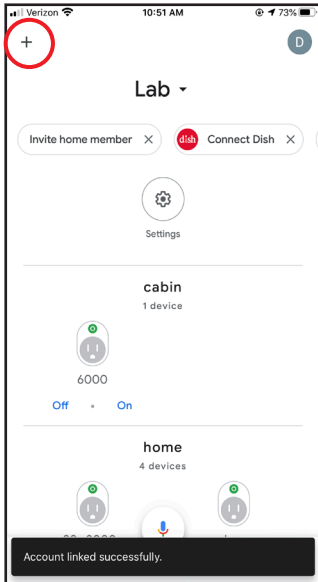 Verizon 10:51 AM 73%
+ D
Lab
Invite home member × dish Connect Dish ×
Settings
cabin
1 device
6000
Off • On
home
4 devices
Account linked successfully.